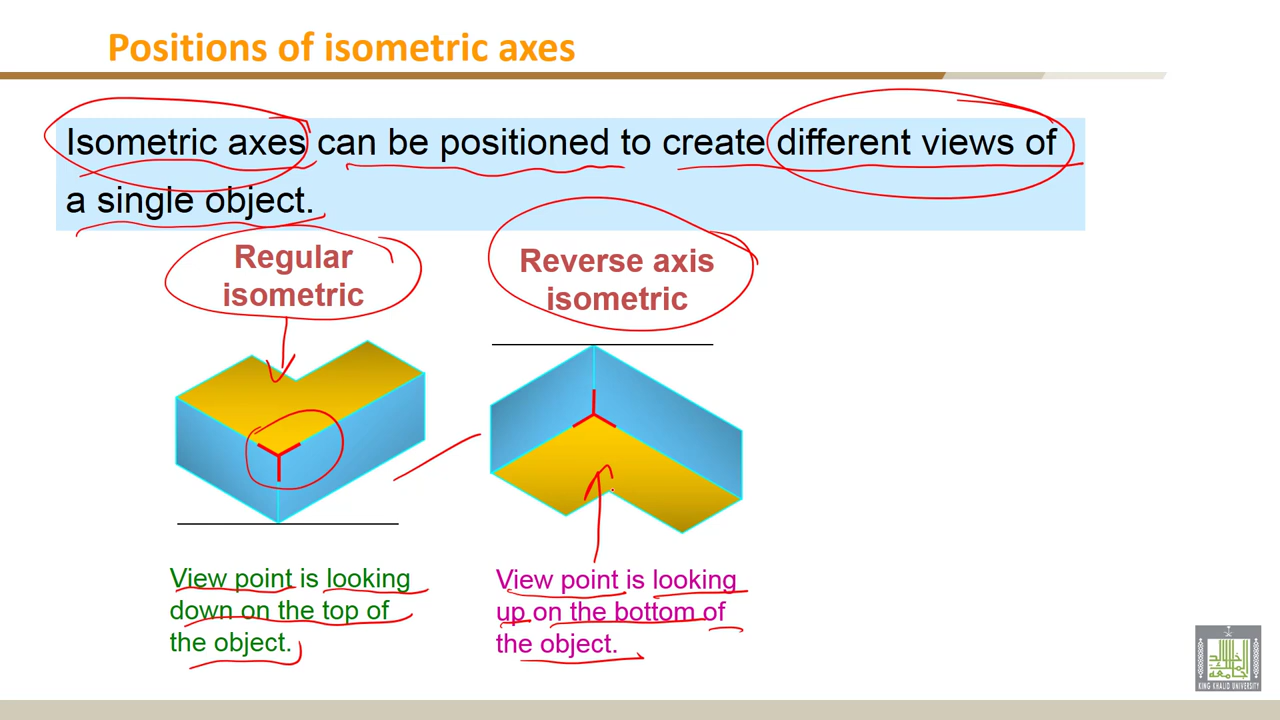 Positions of isometric axes
Isometric axes can be positioned to create different views of
a single object.
Regular
isometric
Reverse axis
isometric
View point is looking
down on the top of
the object.
View point is looking
up on the bottom of
the object.
KING KHALID UNIVERSITY